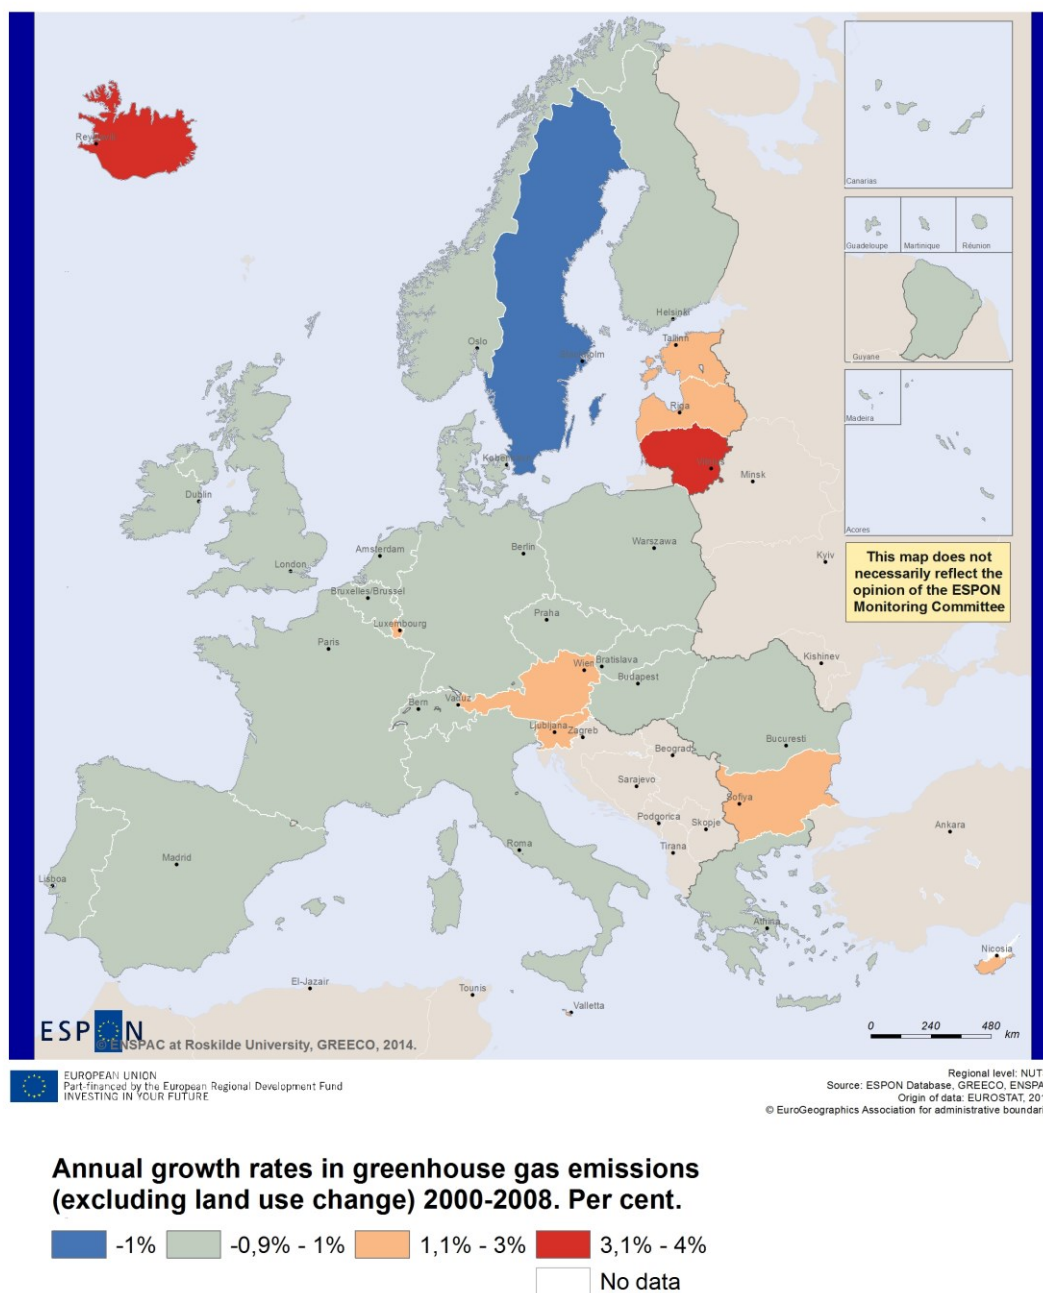 Reykjavik
Canarias
Guadeloupe
Martinique
Réunion
Guyane
Helsinki
Tallinn
Oslo
Stockholm
Riga
Madeira
København
Vilnius
Minsk
Dublin
Acores
Amsterdam
Berlin
Warszawa
Kyiv
London
This map does not
necessarily reflect the
opinion of the ESPON
Monitoring Committee
Bruxelles/Brussel
Praha
Luxembourg
Paris
Kishinev
Wien
Bratislava
Budapest
Bern
Vaduz
Ljubljana
Zagreb
Bucuresti
Beograd
Sarajevo
Sofiya
Podgorica
Skopje
Ankara
Tirana
Roma
Madrid
Lisboa
Athina
Nicosia
El-Jazair
Tounis
Valletta
ESPON
© ENSPAC at Roskilde University, GREECO, 2014.
0 240 480 km
EUROPEAN UNION
Part-financed by the European Regional Development Fund
INVESTING IN YOUR FUTURE
Regional level: NUT
Source: ESPON Database, GREECO, ENSPA
Origin of data: EUROSTAT, 20
© EuroGeographics Association for administrative boundari
Annual growth rates in greenhouse gas emissions
(excluding land use change) 2000-2008. Per cent.
-1% -0,9% - 1% 1,1% - 3% 3,1% - 4%
No data